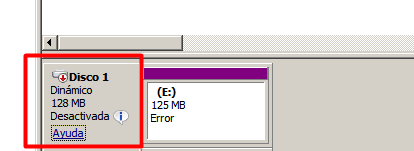 Disco 1
Dinámico
128 MB
Desactivada
Ayuda
(E:)
125 MB
Error